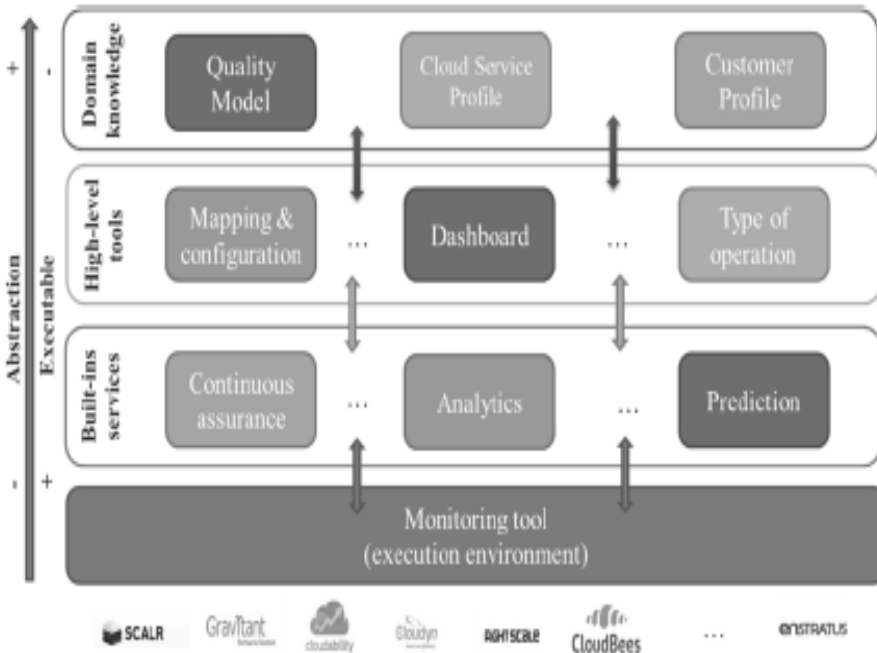 +
-
Domain
knowledge
Quality
Model
Cloud Service
Profile
Customer
Profile
High-level
tools
Mapping &
configuration
...
Dashboard
...
Type of
operation
Abstraction
Executable
Built-ins
services
Continuous
assurance
...
Analytics
...
Prediction
-
+
Monitoring tool
(execution environment)
SCALR
Gravitant
cloudability
Cloudyn
RIGHTSCALE
CloudBees
...
ENSTRATUS